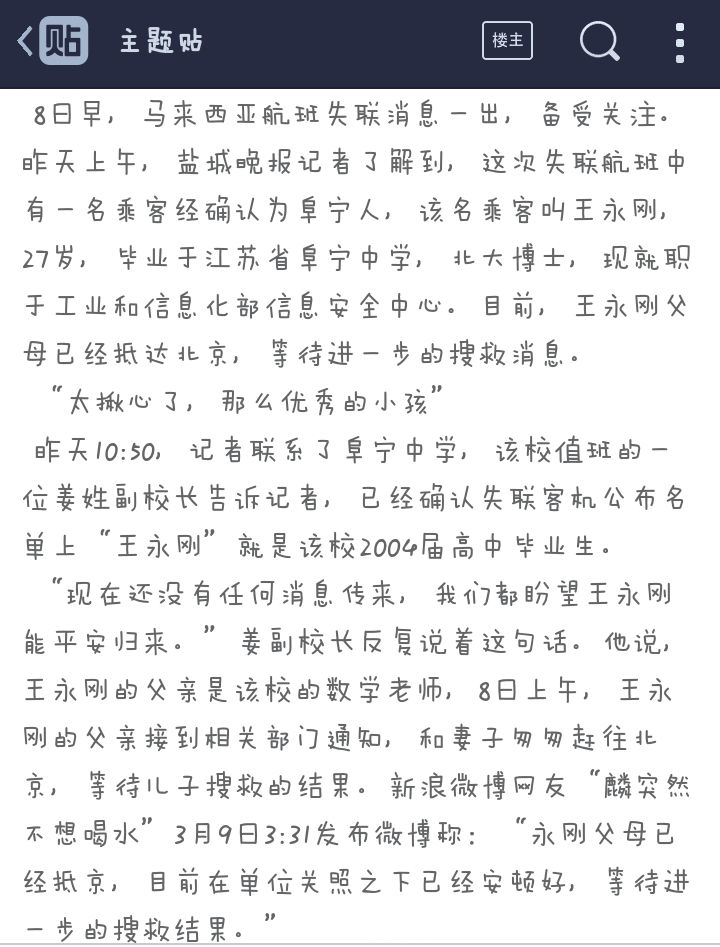 贴 主题贴 楼主
8日早，马来西亚航班失联消息一出，备受关注。
昨天上午，盐城晚报记者了解到，这次失联航班中
有一名乘客经确认为阜宁人，该名乘客叫王永刚，
27岁，毕业于江苏省阜宁中学，北大博士，现就职
于工业和信息化部信息安全中心。目前，王永刚父
母已经抵达北京，等待进一步的搜救消息。
“太揪心了，那么优秀的小孩”
昨天10:50，记者联系了阜宁中学，该校值班的一
位姜姓副校长告诉记者，已经确认失联客机公布名
单上“王永刚”就是该校2004届高中毕业生。
“现在还没有任何消息传来，我们都盼望王永刚
能平安归来。”姜副校长反复说着这句话。他说，
王永刚的父亲是该校的数学老师，8日上午，王永
刚的父亲接到相关部门通知，和妻子匆匆赶往北
京，等待儿子搜救的结果。新浪微博网友“麟突然
不想喝水”3月9日3:31发布微博称：“永刚父母已
经抵京，目前在单位关照之下已经安顿好，等待进
一步的搜救结果。”